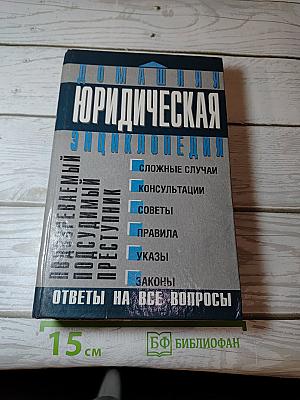 ДОМАШНЯЯ
ЮРИДИЧЕСКАЯ
ЭНЦИКЛОПЕДИЯ
ПОДОЗРЕВАЕМЫЙ
ПОДСУДИМЫЙ
ПРЕСТУПНИК
СЛОЖНЫЕ СЛУЧАИ
КОНСУЛЬТАЦИИ
СОВЕТЫ
ПРАВИЛА
УКАЗЫ
ЗАКОНЫ
ОТВЕТЫ НА ВСЕ ВОПРОСЫ
15 см
БФ БИБЛИОФАН